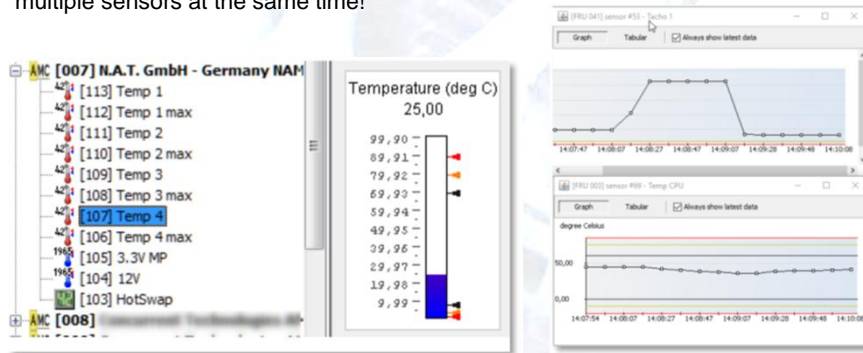 multiple sensors at the same time!
AMC [007] N.A.T. GmbH - Germany NAM
[113] Temp 1
[112] Temp 1 max
[111] Temp 2
[110] Temp 2 max
[109] Temp 3
[108] Temp 3 max
[107] Temp 4
[106] Temp 4 max
[105] 3.3V MP
[104] 12V
[103] HotSwap
AMC [008]
Temperature (deg C)
25,00
99,90
89,91
79,92
69,93
59,94
49,95
39,96
29,97
19,98
9,99
[FRU 041] sensor #53 - Tacho 1
Graph Tabular Always show latest data
14:07:47 14:08:07 14:08:27 14:08:47 14:09:07 14:09:28 14:09:48 14:10:08
[FRU 003] sensor #69 - Temp CPU
Graph Tabular Always show latest data
degree Celsius
50,00
0,00
14:07:54 14:08:07 14:08:27 14:08:47 14:09:07 14:09:28 14:09:48 14:10:08